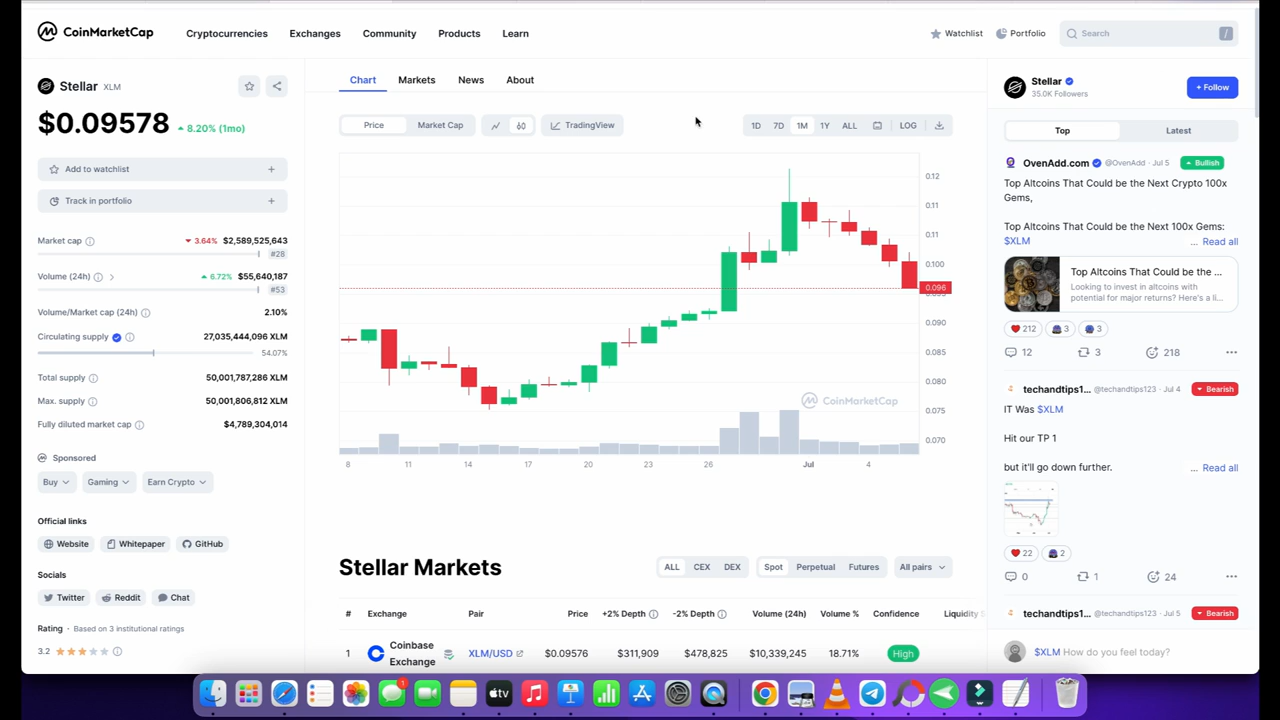 CoinMarketCap
Cryptocurrencies Exchanges Community Products Learn
Watchlist Portfolio Search /
Stellar XLM
$0.09578 8.20% (1mo)
Add to watchlist +
Track in portfolio +
Market cap 3.64% $2,589,525,643
#28
Volume (24h) 6.72% $55,640,187
#53
Volume/Market cap (24h) 2.10%
Circulating supply 27,035,444,096 XLM
54.07%
Total supply 50,001,787,286 XLM
Max. supply 50,001,806,812 XLM
Fully diluted market cap $4,789,304,014
Sponsored
Buy Gaming Earn Crypto
Official links
Website Whitepaper GitHub
Socials
Twitter Reddit Chat
Rating · Based on 3 institutional ratings
3.2
Chart Markets News About
Price Market Cap TradingView 1D 7D 1M 1Y ALL LOG
0.12
0.11
0.11
0.100
0.096
0.090
0.085
0.080
0.075
0.070
CoinMarketCap
8 11 14 17 20 23 26 Jul 4
Stellar Markets
ALL CEX DEX Spot Perpetual Futures All pairs
# Exchange Pair Price +2% Depth -2% Depth Volume (24h) Volume % Confidence Liquidity
1 Coinbase Exchange XLM/USD $0.09576 $311,909 $478,825 $10,339,245 18.71% High
Stellar
35.0K Followers
+ Follow
Top Latest
OvenAdd.com @OvenAdd · Jul 5 Bullish
Top Altcoins That Could be the Next Crypto 100x
Gems,
Top Altcoins That Could be the Next 100x Gems:
$XLM ... Read all
Top Altcoins That Could be the ...
Looking to invest in altcoins with
potential for major returns? Here's a li...
212 3 3
12 3 218
techandtips1... @techandtips123 · Jul 4 Bearish
IT Was $XLM
Hit our TP 1
but it'll go down further. ... Read all
22 2
0 1 24
techandtips1... @techandtips123 · Jul 5 Bearish
$XLM How do you feel today?
1
tv